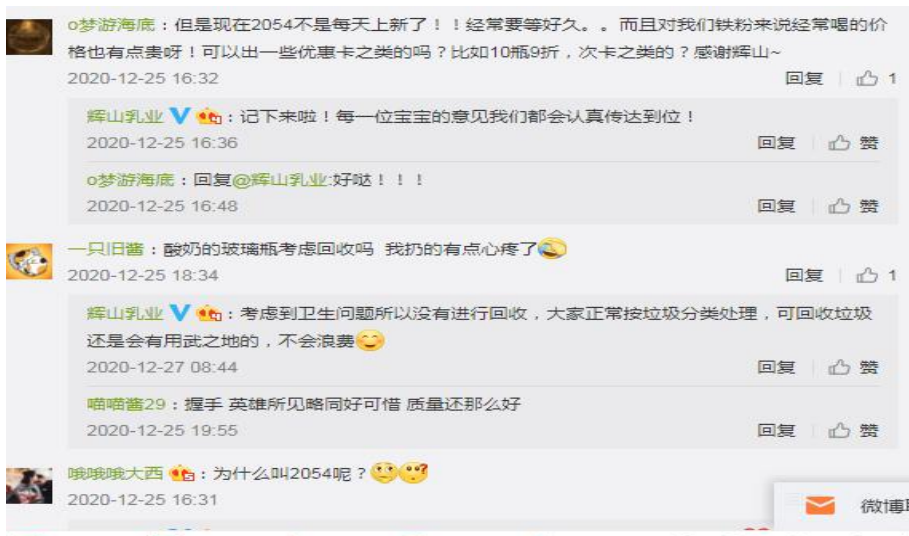 o梦游海底：但是现在2054不是每天上新了！！经常要等好久。。而且对我们铁粉来说经常喝的价
格也有点贵呀！可以出一些优惠卡之类的吗？比如10瓶9折，次卡之类的？感谢辉山~
2020-12-25 16:32 回复 1
辉山乳业：记下来啦！每一位宝宝的意见我们都会认真传达到位！
2020-12-25 16:36 回复 赞
o梦游海底：回复@辉山乳业:好哒！！！
2020-12-25 16:48 回复 赞
一只旧酱：酸奶的玻璃瓶考虑回收吗 我扔的有点心疼了
2020-12-25 18:34 回复 1
辉山乳业：考虑到卫生问题所以没有进行回收，大家正常按垃圾分类处理，可回收垃圾
还是会有用武之地的，不会浪费
2020-12-27 08:44 回复 赞
喵喵酱29：握手 英雄所见略同好可惜 质量还那么好
2020-12-25 19:55 回复 赞
哦哦哦大西：为什么叫2054呢？
2020-12-25 16:31
微博